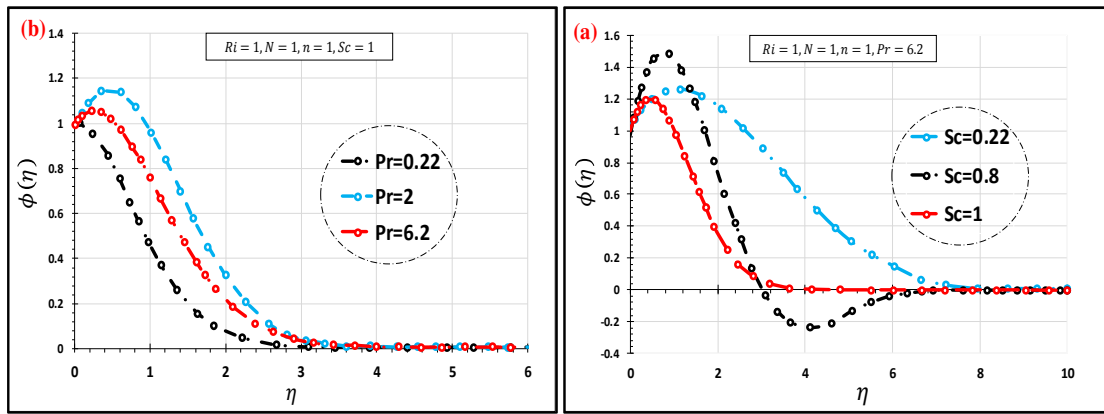 (b)
Ri = 1, N = 1, n = 1, Sc = 1
ϕ(η)
1.4
1.2
1
0.8
0.6
0.4
0.2
0
0 1 2 3 4 5 6
η
Pr=0.22
Pr=2
Pr=6.2
(a)
Ri = 1, N = 1, n = 1, Pr = 6.2
ϕ(η)
1.6
1.4
1.2
1
0.8
0.6
0.4
0.2
0
-0.2
-0.4
0 2 4 6 8 10
η
Sc=0.22
Sc=0.8
Sc=1